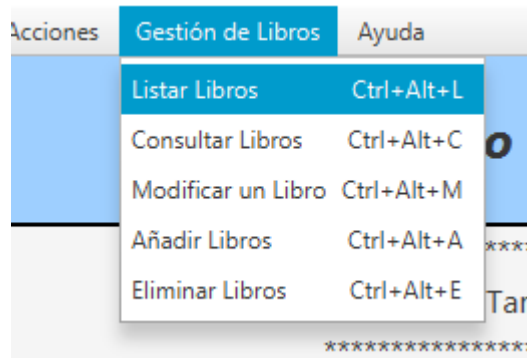 Acciones Gestión de Libros Ayuda
Listar Libros Ctrl+Alt+L
Consultar Libros Ctrl+Alt+C
Modificar un Libro Ctrl+Alt+M
Añadir Libros Ctrl+Alt+A
Eliminar Libros Ctrl+Alt+E